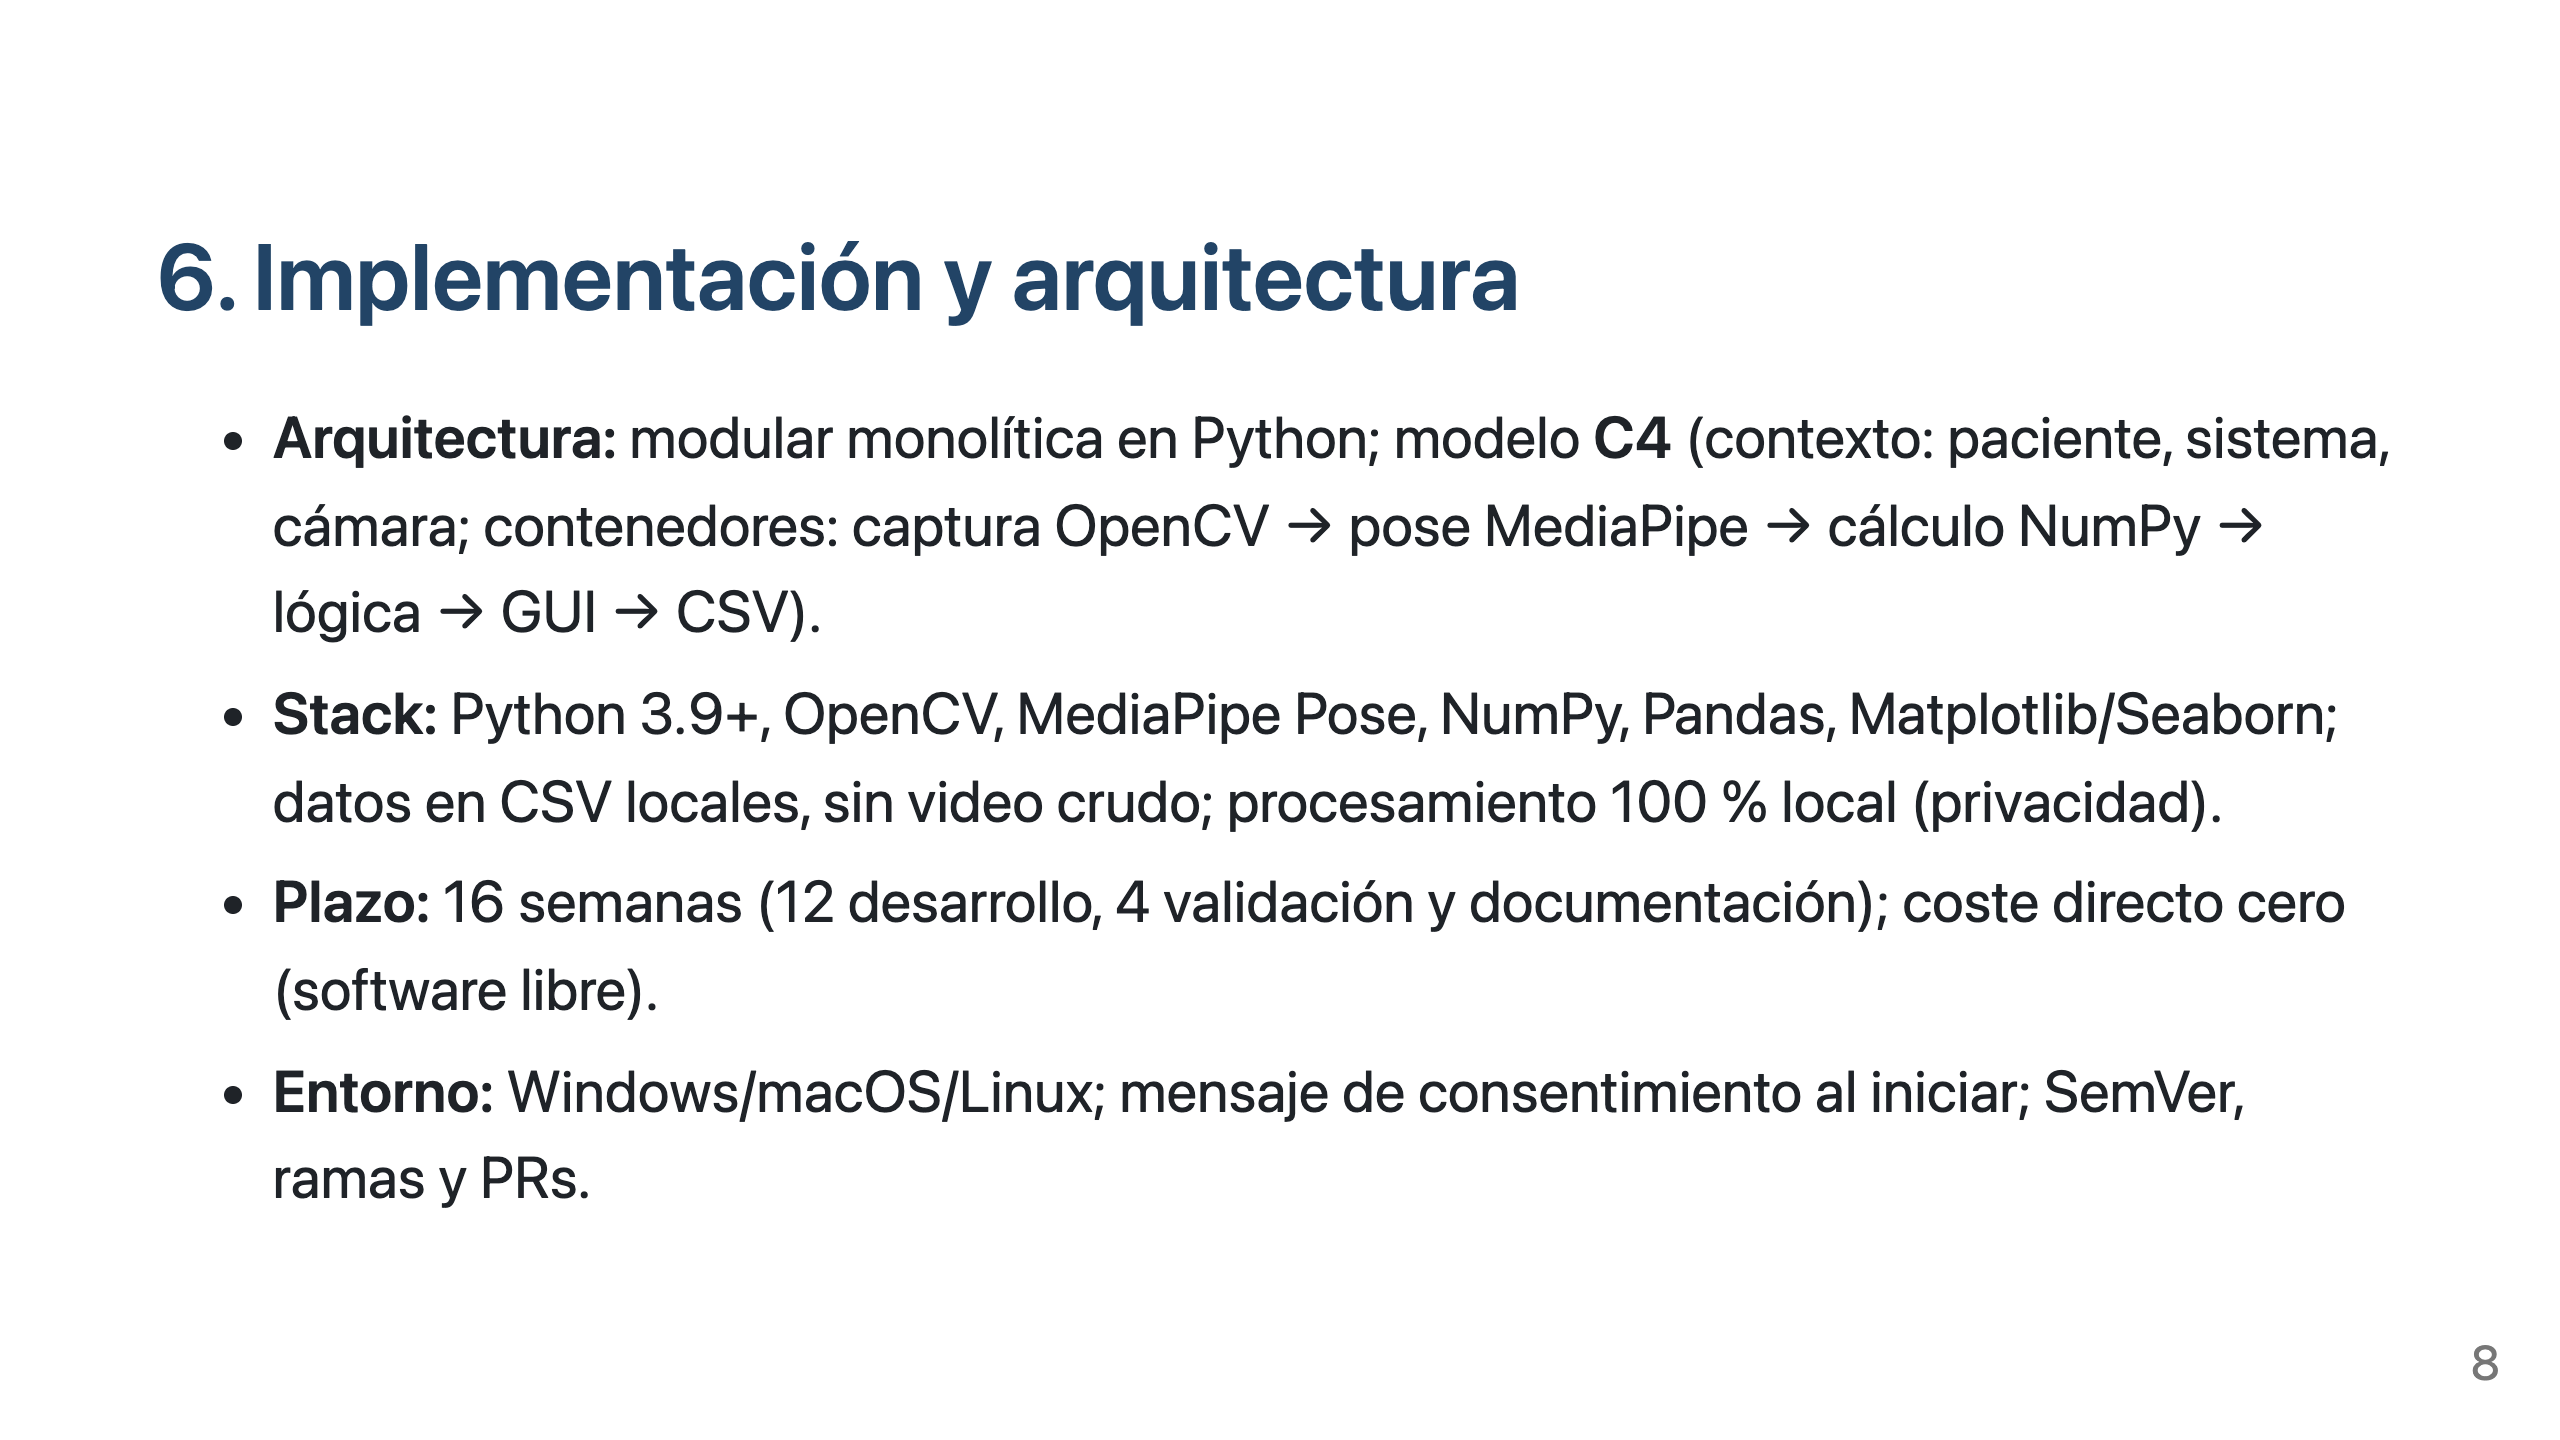 6. Implementación y arquitectura
• Arquitectura: modular monolítica en Python; modelo C4 (contexto: paciente, sistema,
cámara; contenedores: captura OpenCV → pose MediaPipe → cálculo NumPy →
lógica → GUI → CSV).
• Stack: Python 3.9+, OpenCV, MediaPipe Pose, NumPy, Pandas, Matplotlib/Seaborn;
datos en CSV locales, sin video crudo; procesamiento 100 % local (privacidad).
• Plazo: 16 semanas (12 desarrollo, 4 validación y documentación); coste directo cero
(software libre).
• Entorno: Windows/macOS/Linux; mensaje de consentimiento al iniciar; SemVer,
ramas y PRs.
8